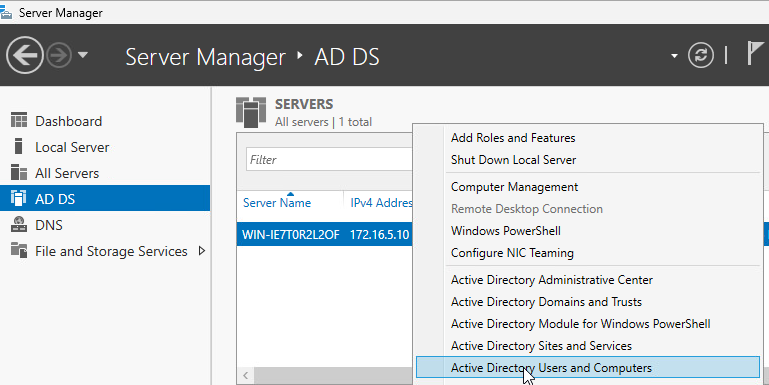 Server Manager
Server Manager ‣ AD DS
Dashboard
Local Server
All Servers
AD DS
DNS
File and Storage Services
SERVERS
All servers | 1 total
Filter
Server Name IPv4 Addre
WIN-IE7T0R2L2OF 172.16.5.10
Add Roles and Features
Shut Down Local Server
Computer Management
Remote Desktop Connection
Windows PowerShell
Configure NIC Teaming
Active Directory Administrative Center
Active Directory Domains and Trusts
Active Directory Module for Windows PowerShell
Active Directory Sites and Services
Active Directory Users and Computers